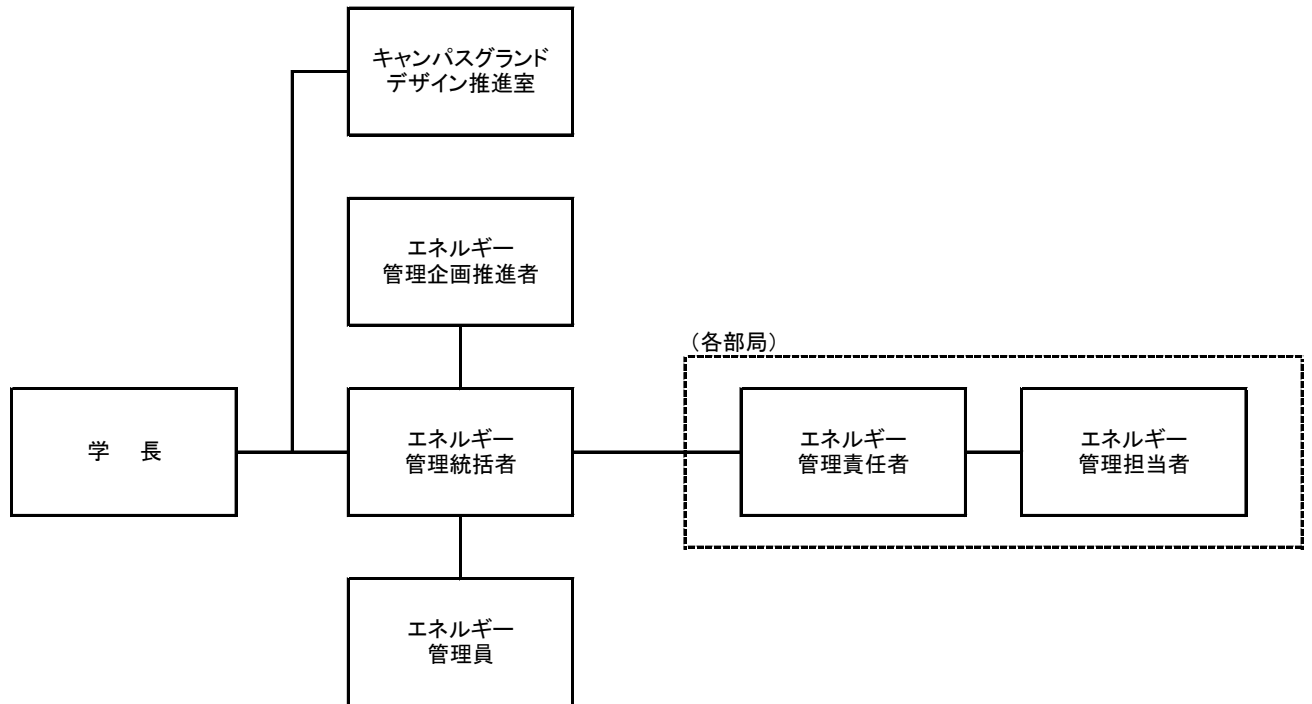 キャンパスグランド
デザイン推進室
エネルギー
管理企画推進者
（各部局）
学　長
エネルギー
管理統括者
エネルギー
管理責任者
エネルギー
管理担当者
エネルギー
管理員